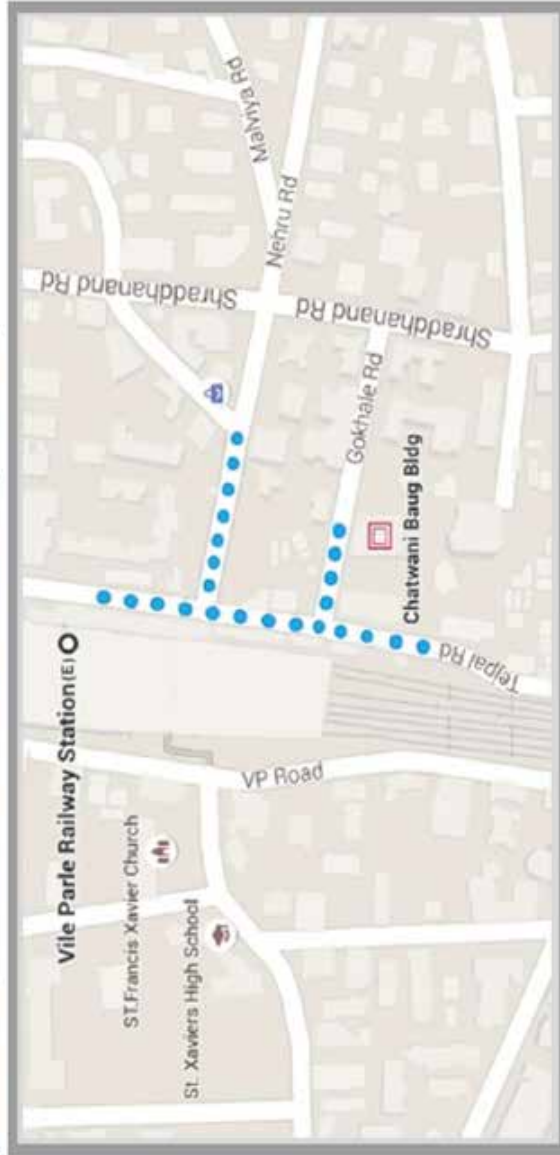 Vile Parle Railway Station(E)
ST.Francis Xavier Church
St. Xaviers High School
VP Road
Tejpal Rd
Chatwani Baug Bldg
Gokhale Rd
Shraddhanand Rd
Shraddhanand Rd
Nehru Rd
Malviya Rd